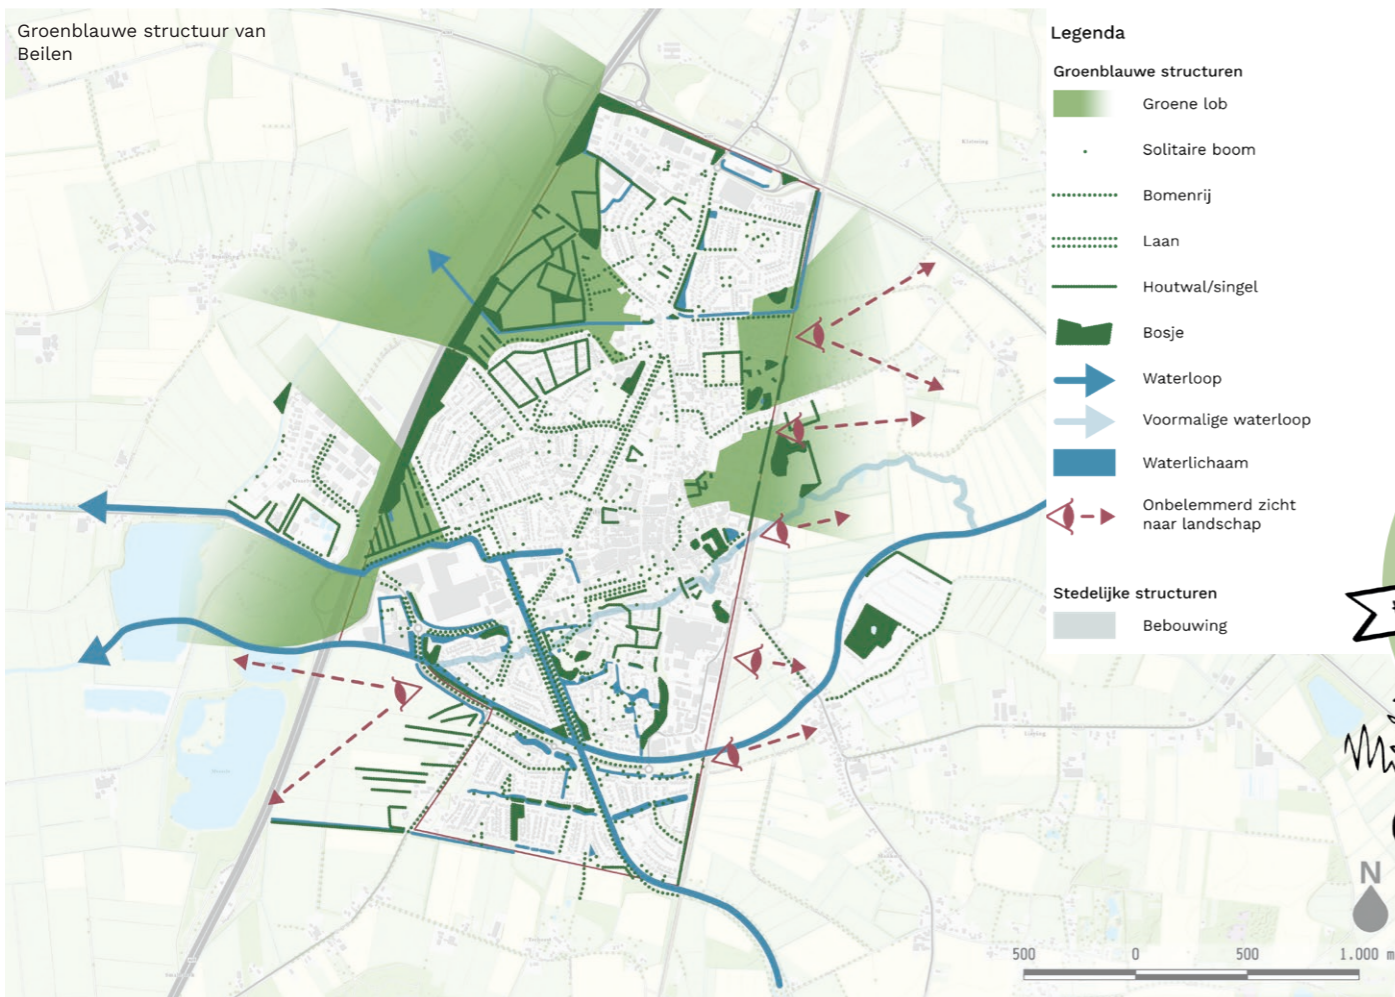 Groenblauwe structuur van
Beilen
Legenda
Groenblauwe structuren
Groene lob
Solitaire boom
Bomenrij
Laan
Houtwal/singel
Bosje
Waterloop
Voormalige waterloop
Waterlichaam
Onbelemmerd zicht
naar landschap
Stedelijke structuren
Bebouwing
N
500 0 500 1.000 m